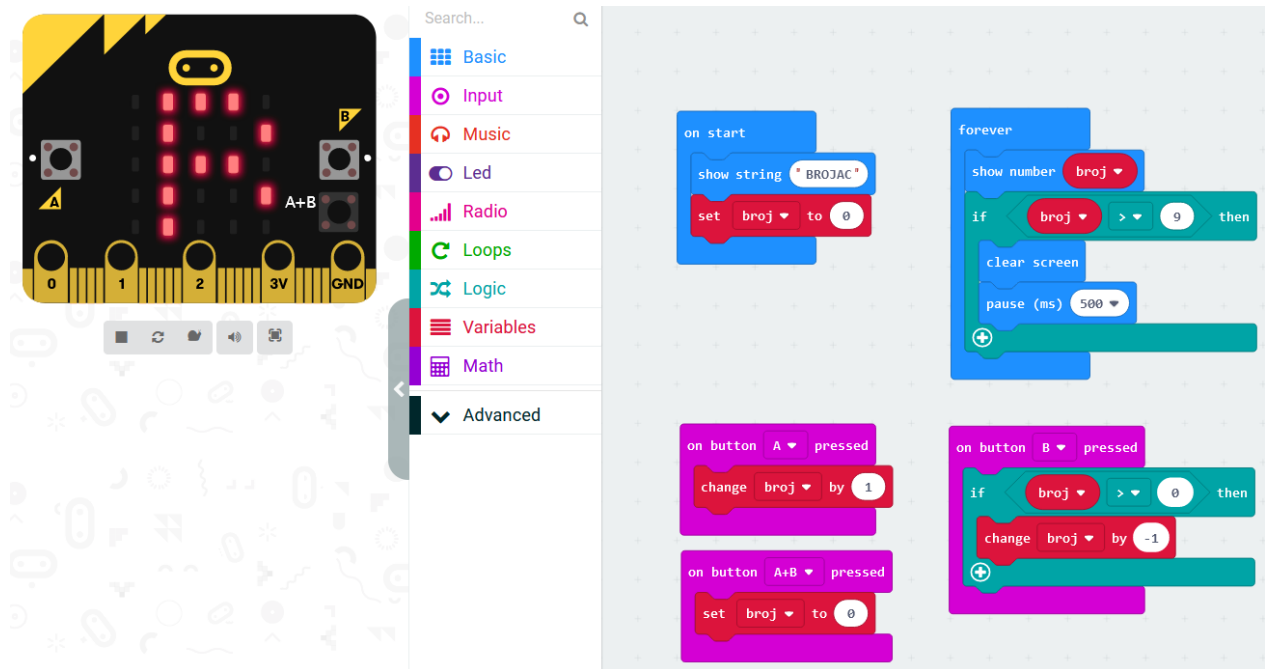 B
A
A+B
0 1 2 3V GND
Search...
Basic
Input
Music
Led
Radio
Loops
Logic
Variables
Math
Advanced
on start
show string "BROJAC"
set broj to 0
forever
show number broj
if broj > 9 then
clear screen
pause (ms) 500
on button A pressed
change broj by 1
on button B pressed
if broj > 0 then
change broj by -1
on button A+B pressed
set broj to 0